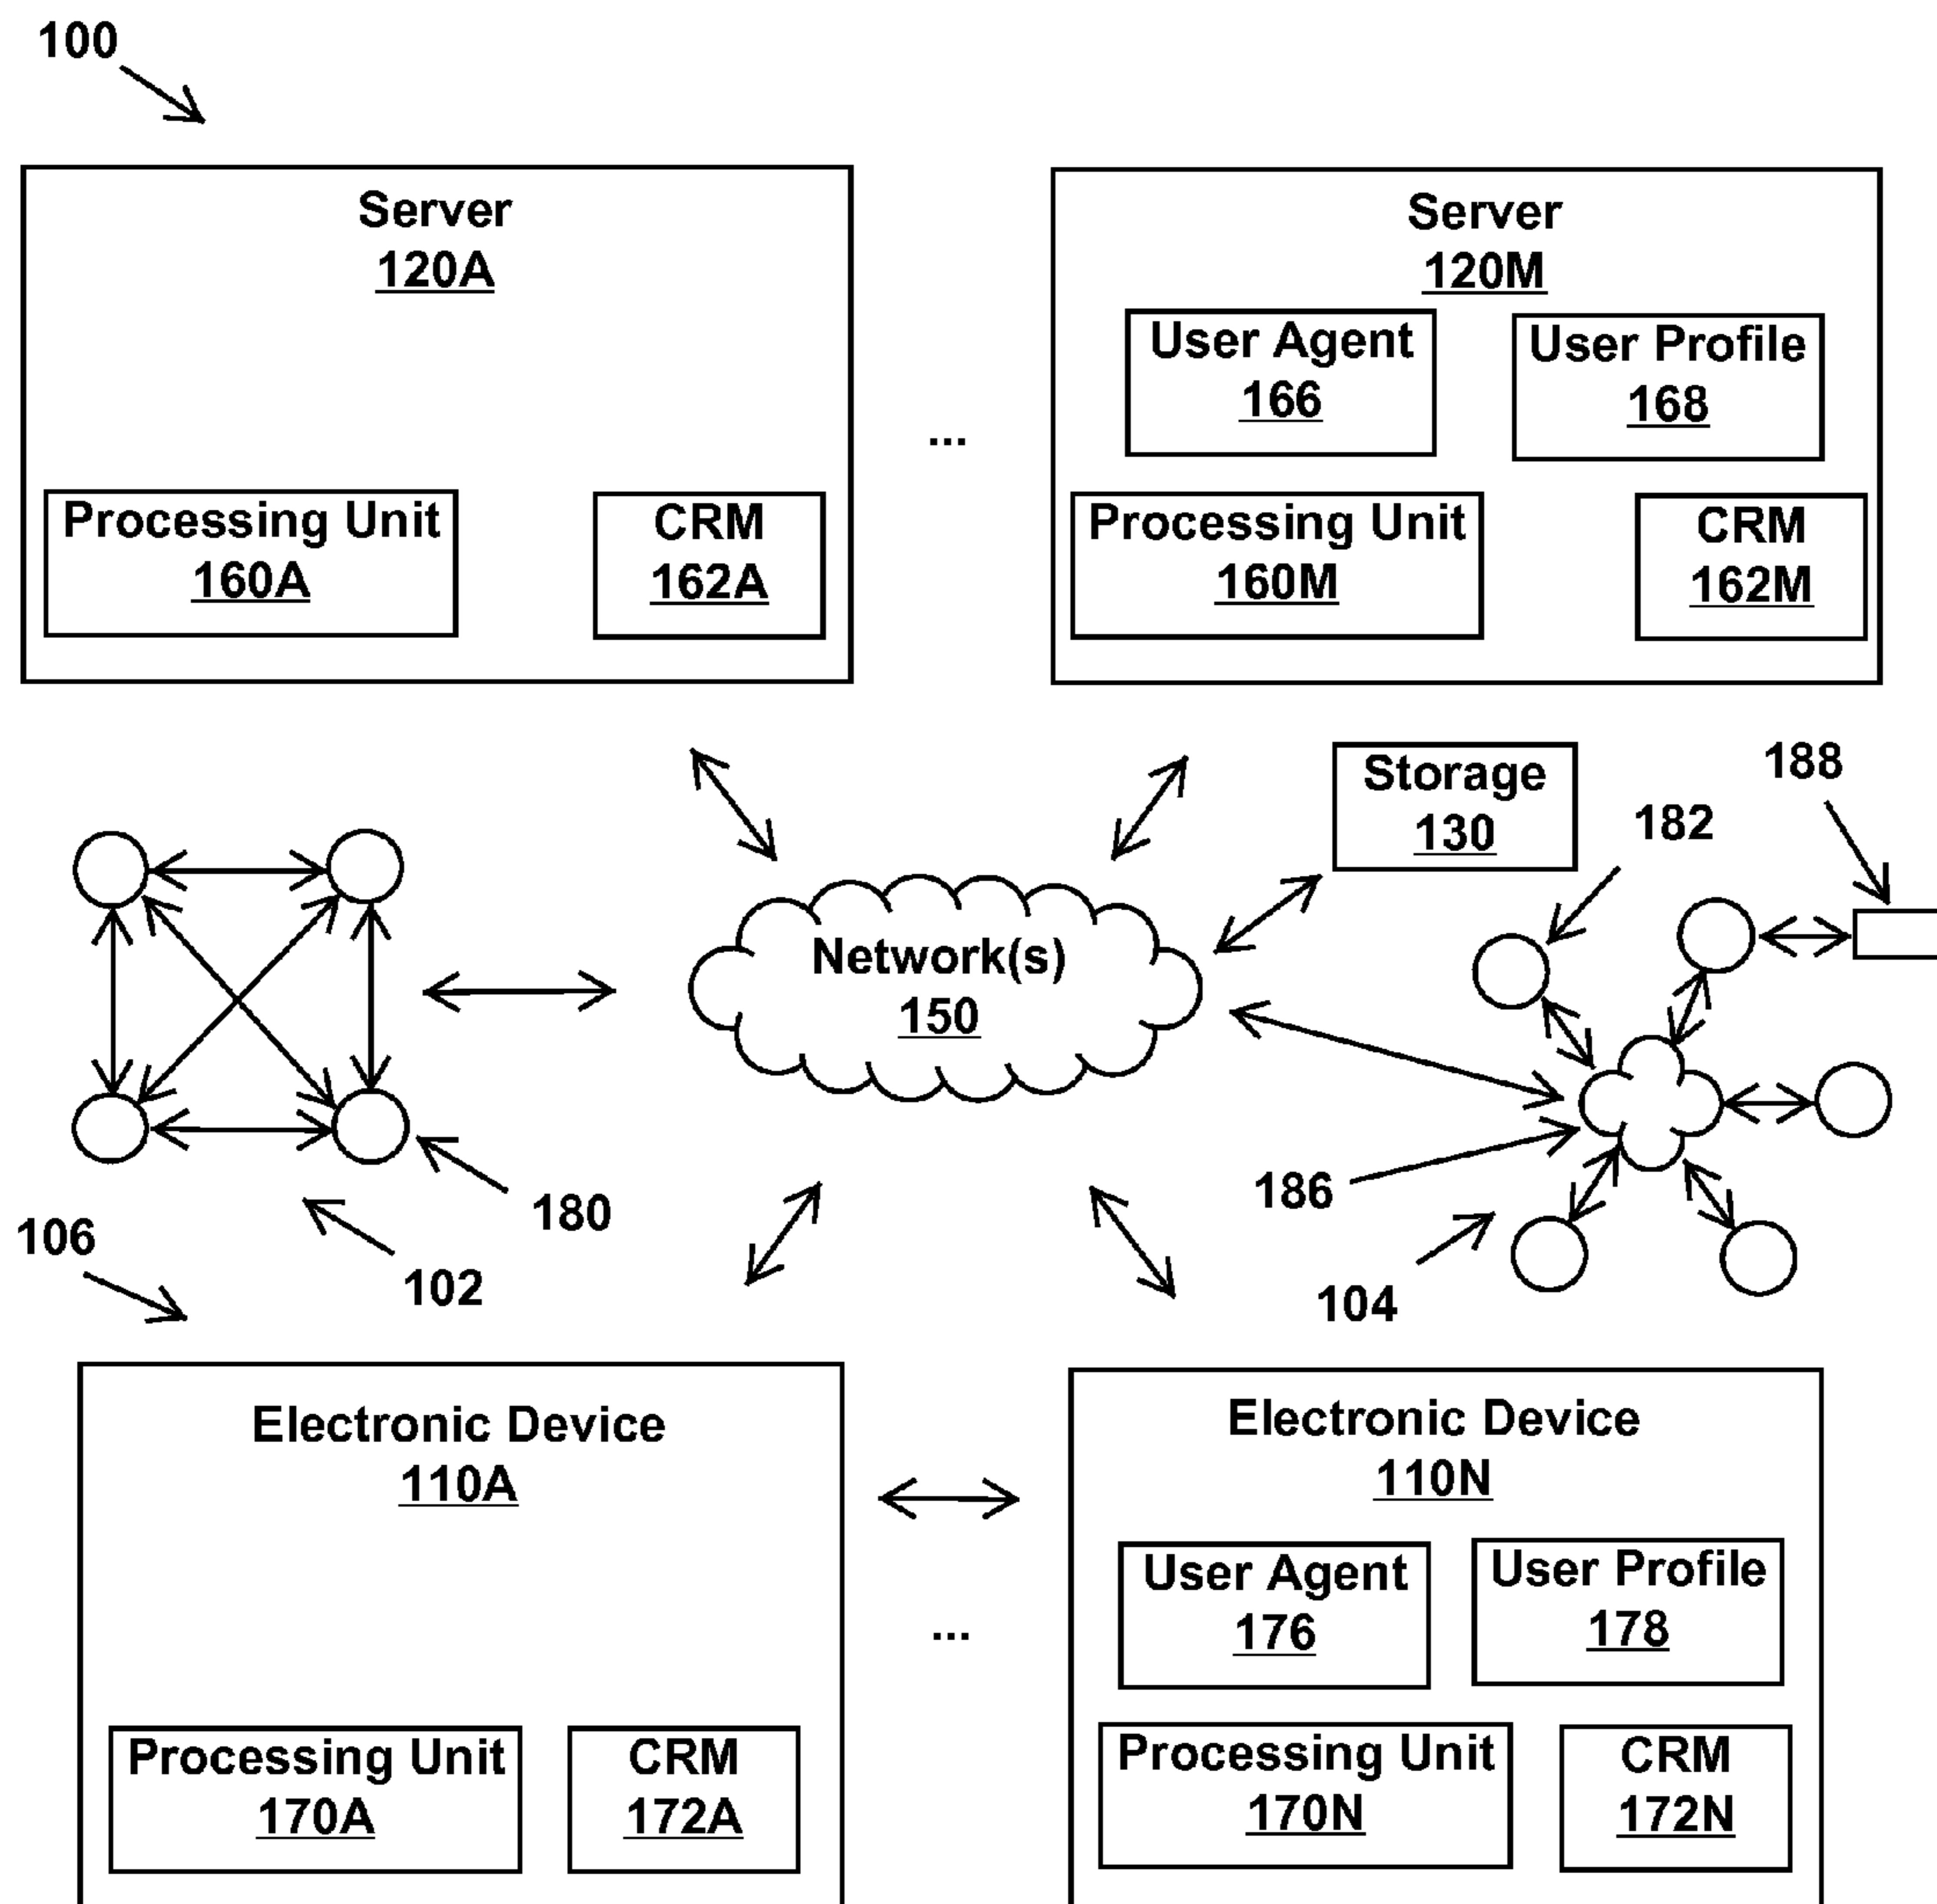 100
Server
120A
Processing Unit
160A
CRM
162A
...
Server
120M
User Agent
166
User Profile
168
Processing Unit
160M
CRM
162M
Storage
130
188
182
Network(s)
150
180
186
106
102
104
Electronic Device
110A
Processing Unit
170A
CRM
172A
...
Electronic Device
110N
User Agent
176
User Profile
178
Processing Unit
170N
CRM
172N